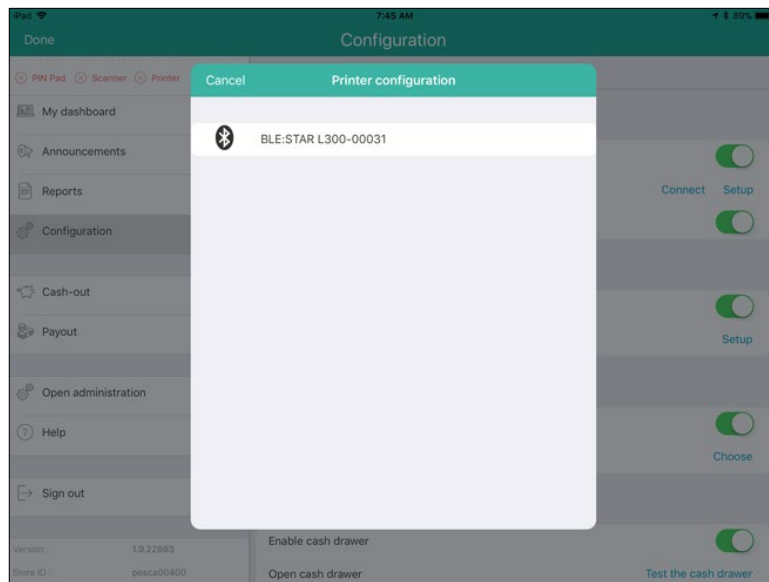 iPad 7:45 AM 89%
Done Configuration
PIN Pad Scanner Printer
Cancel Printer configuration
My dashboard
BLE:STAR L300-00031
Announcements
Reports
Connect Setup
Configuration
Cash-out
Payout
Setup
Open administration
Help
Choose
Sign out
Enable cash drawer
Version : 1.9.22893
Store ID : posca00400
Open cash drawer Test the cash drawer